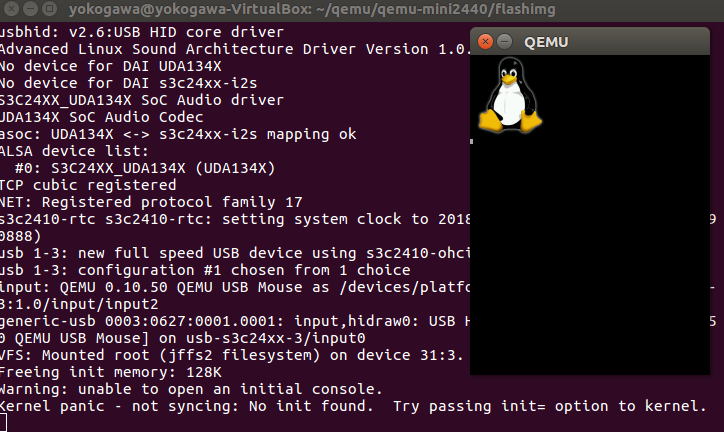 yokogawa@yokogawa-VirtualBox: ~/qemu/qemu-mini2440/flashimg
usbhid: v2.6:USB HID core driver
Advanced Linux Sound Architecture Driver Version 1.0.
No device for DAI UDA134X
No device for DAI s3c24xx-i2s
S3C24XX_UDA134X SoC Audio driver
UDA134X SoC Audio Codec
asoc: UDA134X <-> s3c24xx-i2s mapping ok
ALSA device list:
#0: S3C24XX_UDA134X (UDA134X)
TCP cubic registered
NET: Registered protocol family 17
s3c2410-rtc s3c2410-rtc: setting system clock to 2018 9
0888)
usb 1-3: new full speed USB device using s3c2410-ohci
usb 1-3: configuration #1 chosen from 1 choice
input: QEMU 0.10.50 QEMU USB Mouse as /devices/platfo -
3:1.0/input/input2
generic-usb 0003:0627:0001.0001: input,hidraw0: USB H 5
0 QEMU USB Mouse] on usb-s3c24xx-3/input0
VFS: Mounted root (jffs2 filesystem) on device 31:3.
Freeing init memory: 128K
Warning: unable to open an initial console.
Kernel panic - not syncing: No init found.  Try passing init= option to kernel.
QEMU